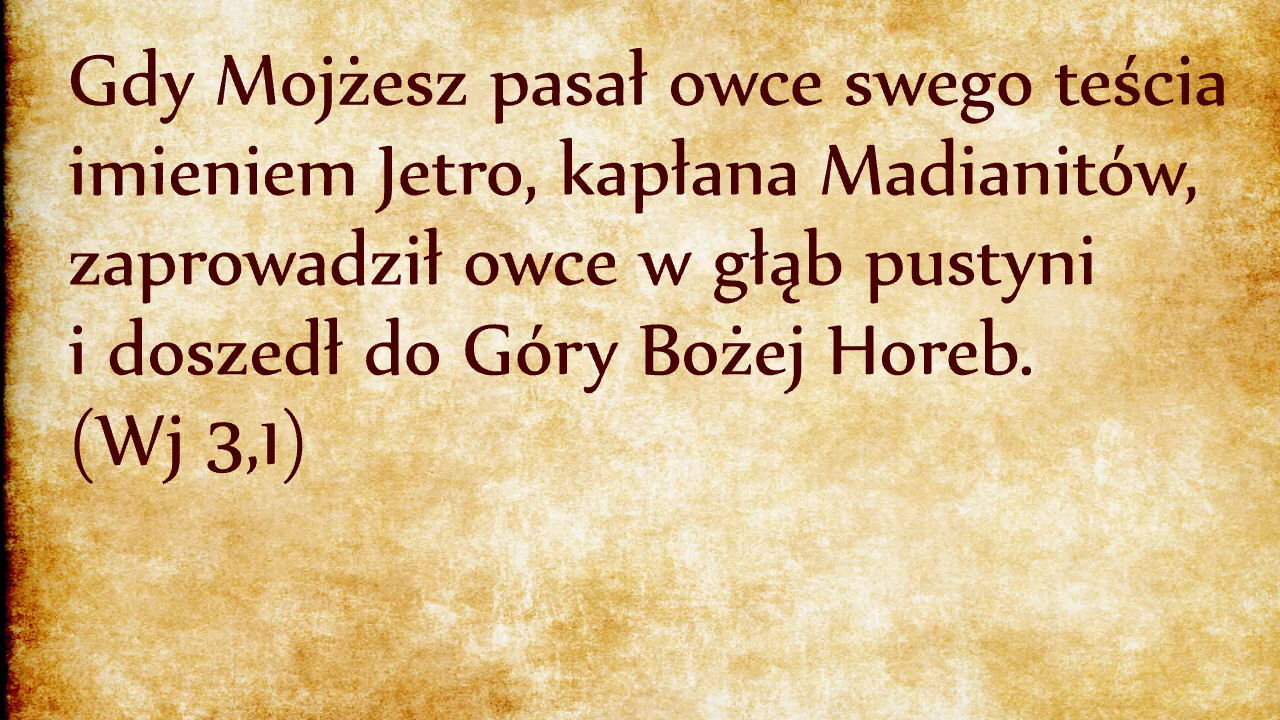 Gdy Mojżesz pasał owce swego teścia
imieniem Jetro, kapłana Madianitów,
zaprowadził owce w głąb pustyni
i doszedł do Góry Bożej Horeb.
(Wj 3,1)